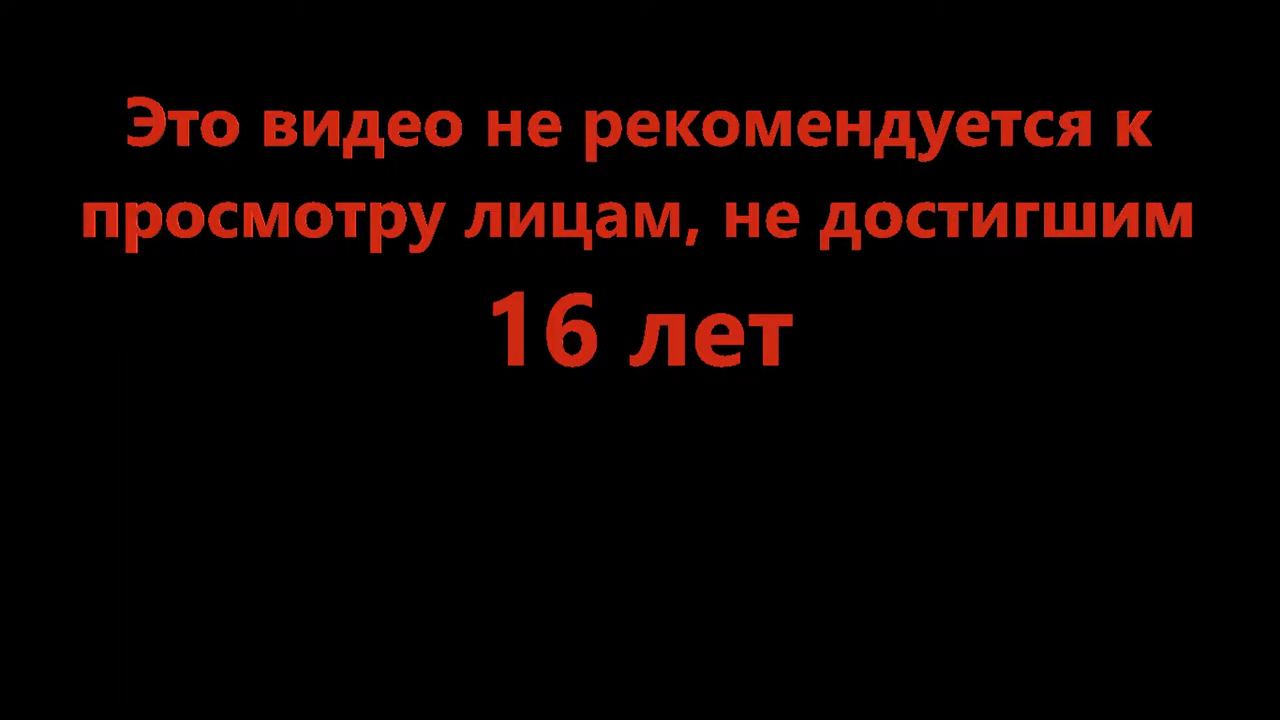 Это видео не рекомендуется к
просмотру лицам, не достигшим
16 лет